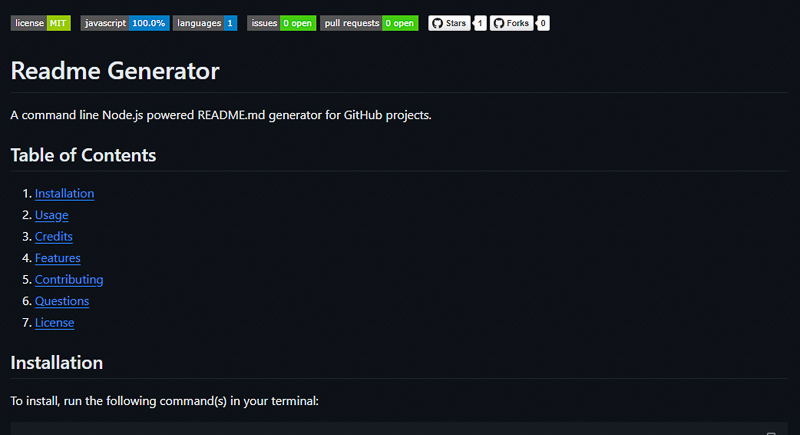 license MIT javascript 100.0% languages 1 issues 0 open pull requests 0 open Stars 1 Forks 0
Readme Generator
A command line Node.js powered README.md generator for GitHub projects.
Table of Contents
1. Installation
2. Usage
3. Credits
4. Features
5. Contributing
6. Questions
7. License
Installation
To install, run the following command(s) in your terminal: